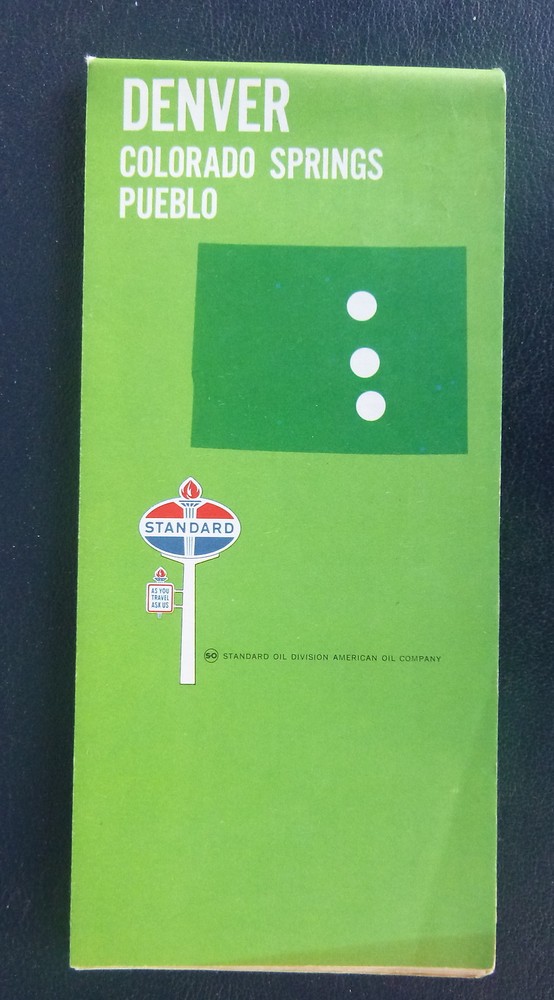 DENVER
COLORADO SPRINGS
PUEBLO
STANDARD
AS YOU
TRAVEL
ASK US
SO STANDARD OIL DIVISION AMERICAN OIL COMPANY